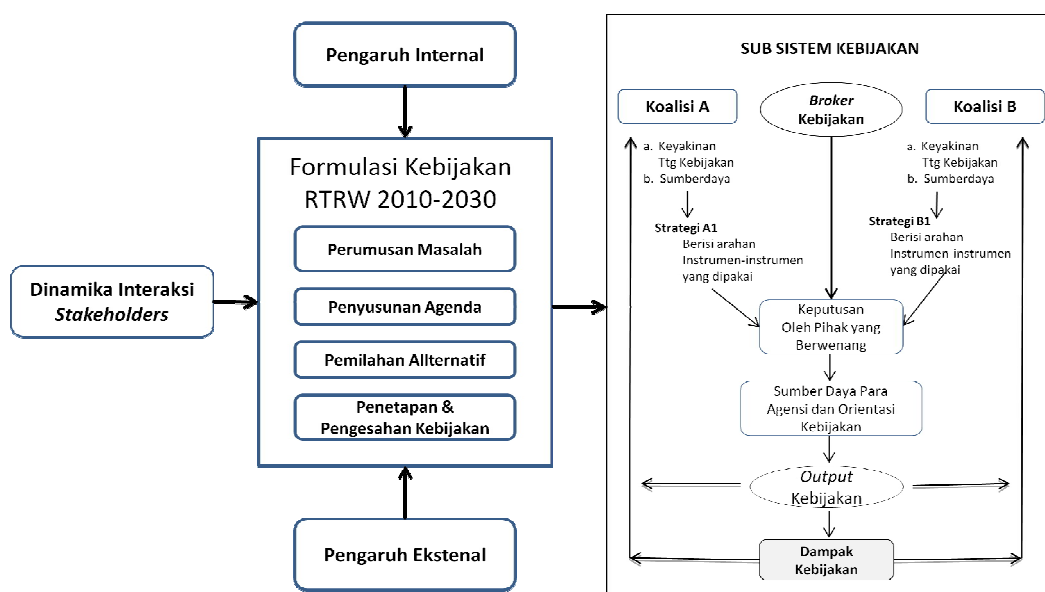 Pengaruh Internal
Formulasi Kebijakan
RTRW 2010-2030
Perumusan Masalah
Penyusunan Agenda
Pemilahan Allternatif
Penetapan &
Pengesahan Kebijakan
Dinamika Interaksi
Stakeholders
Pengaruh Ekstenal
SUB SISTEM KEBIJAKAN
Koalisi A
Broker
Kebijakan
Koalisi B
a. Keyakinan
Ttg Kebijakan
b. Sumberdaya
a. Keyakinan
Ttg Kebijakan
b. Sumberdaya
Strategi A1
Berisi arahan
Instrumen-instrumen
yang dipakai
Strategi B1
Berisi arahan
Instrumen-instrumen
yang dipakai
Keputusan
Oleh Pihak yang
Berwenang
Sumber Daya Para
Agensi dan Orientasi
Kebijakan
Output
Kebijakan
Dampak
Kebijakan